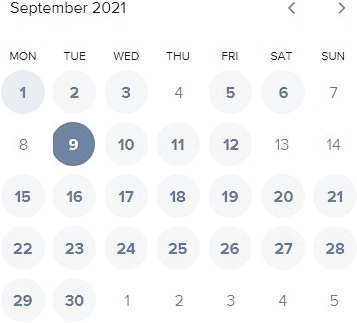 September 2021
MON TUE WED THU FRI SAT SUN
1 2 3 4 5 6 7
8 9 10 11 12 13 14
15 16 17 18 19 20 21
22 23 24 25 26 27 28
29 30 1 2 3 4 5